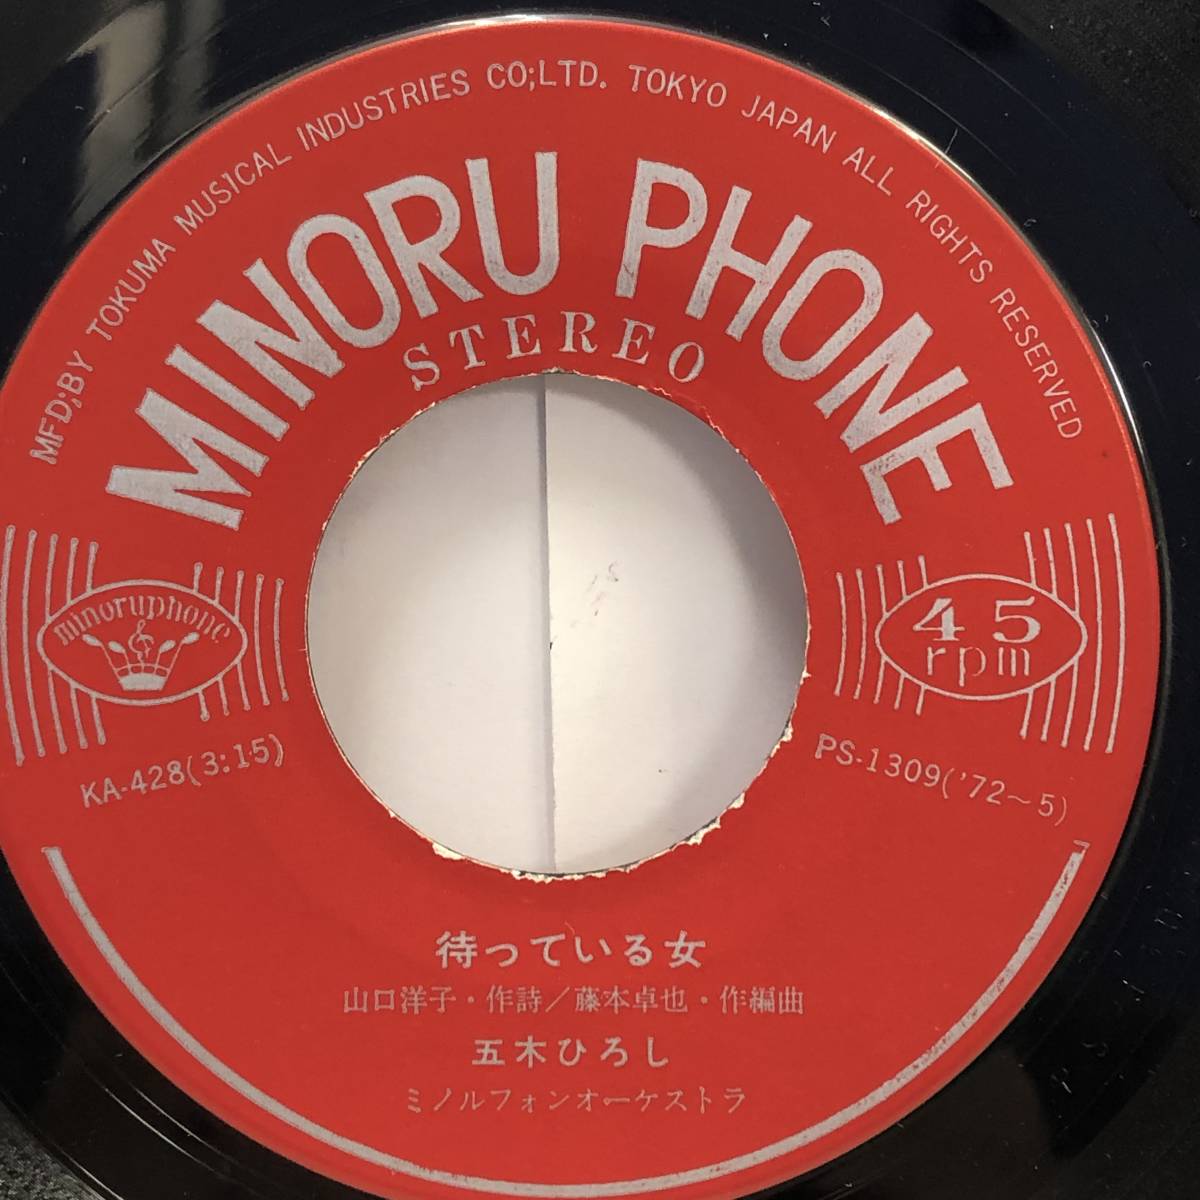 MFD;BY TOKUMA MUSICAL INDUSTRIES CO;LTD. TOKYO JAPAN ALL RIGHTS RESERVED
MINORU PHONE
STEREO
minoruphone
45
rpm
KA-428(3:15)
PS-1309('72～5)
待っている女
山口洋子・作詩／藤本卓也・作編曲
五木ひろし
ミノルフォンオーケストラ